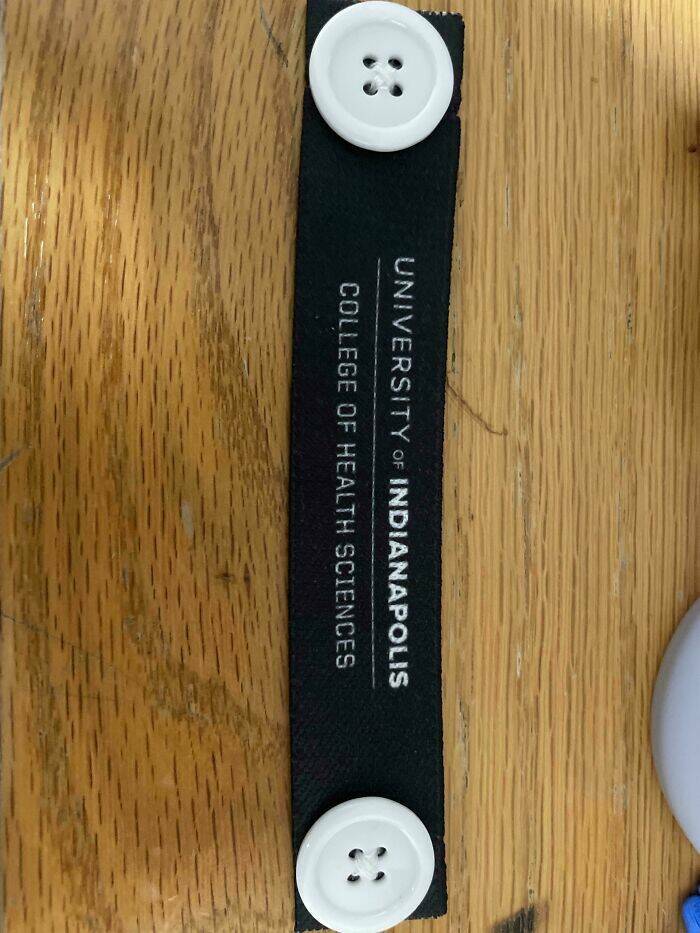 UNIVERSITY OF INDIANAPOLIS
COLLEGE OF HEALTH SCIENCES